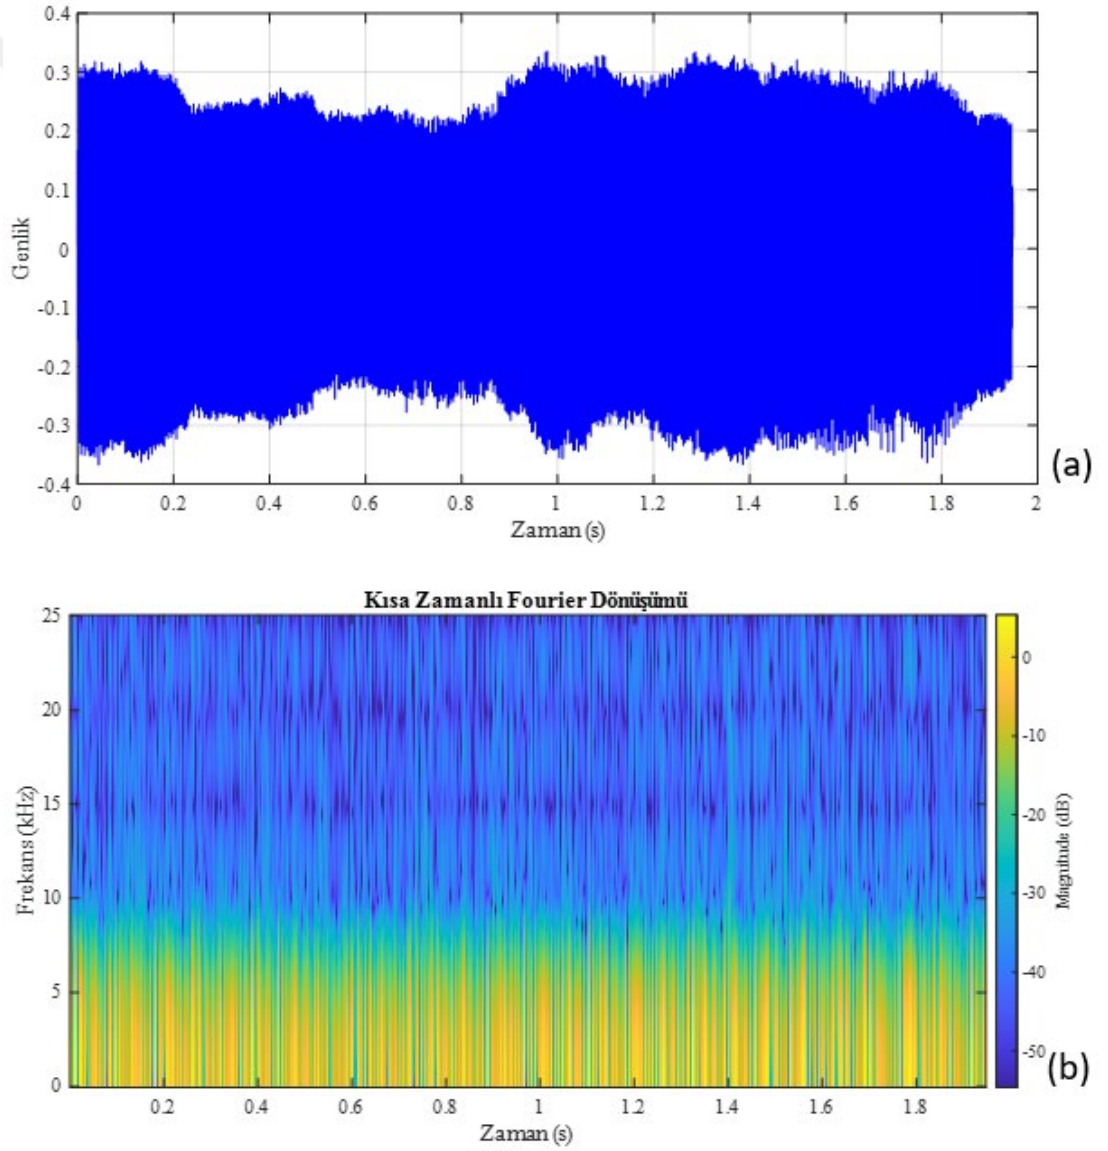 0.4
0.3
0.2
0.1
0
-0.1
-0.2
-0.3
-0.4
Genlik
0 0.2 0.4 0.6 0.8 1 1.2 1.4 1.6 1.8 2
Zaman (s)
(a)
Kısa Zamanlı Fourier Dönüşümü
25
20
15
10
5
0
Frekans (kHz)
0.2 0.4 0.6 0.8 1 1.2 1.4 1.6 1.8
Zaman (s)
0
-10
-20
-30
-40
-50
Magnitude (dB)
(b)